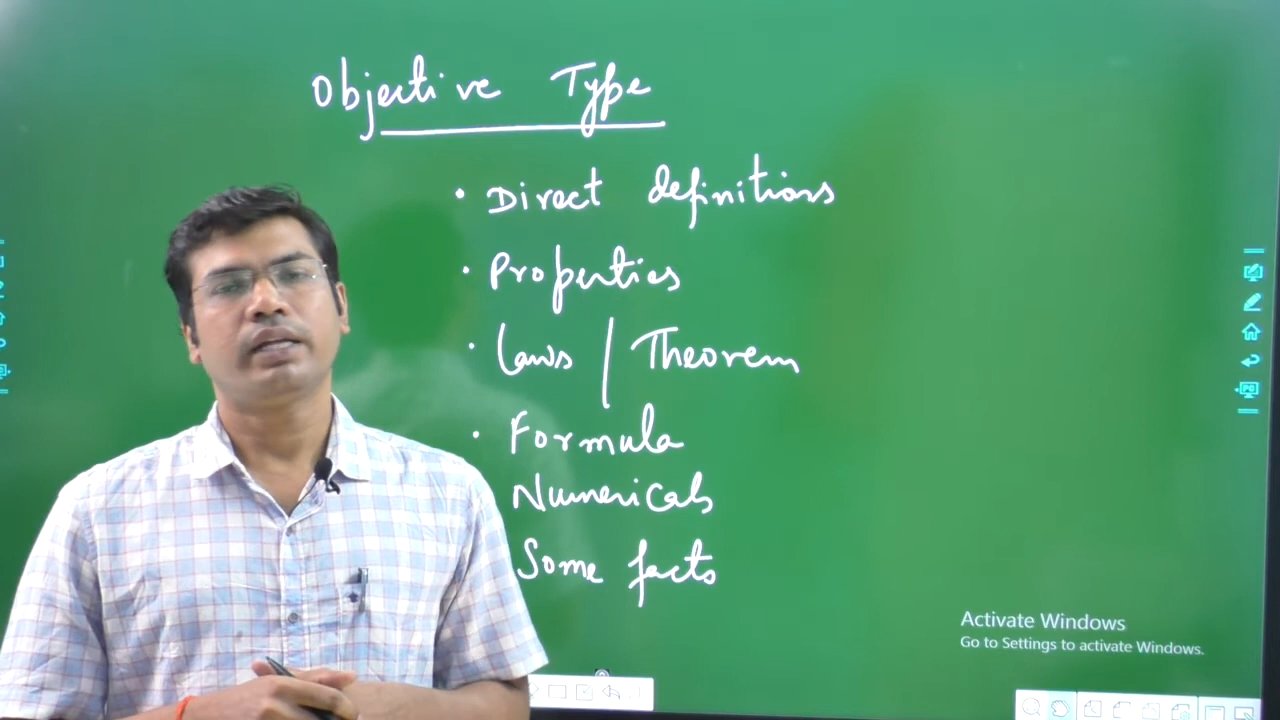 Objective Type
• Direct definitions
• Properties
• Laws / Theorem
• Formula
Numericals
Some facts
Activate Windows
Go to Settings to activate Windows.